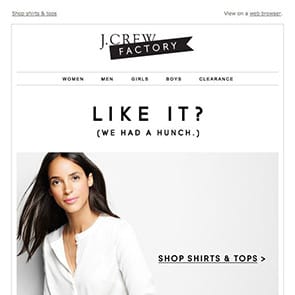 Shop shirts & tops
View on a web browser.
J.CREW
FACTORY
WOMEN MEN GIRLS BOYS CLEARANCE
LIKE IT?
(WE HAD A HUNCH.)
SHOP SHIRTS & TOPS >